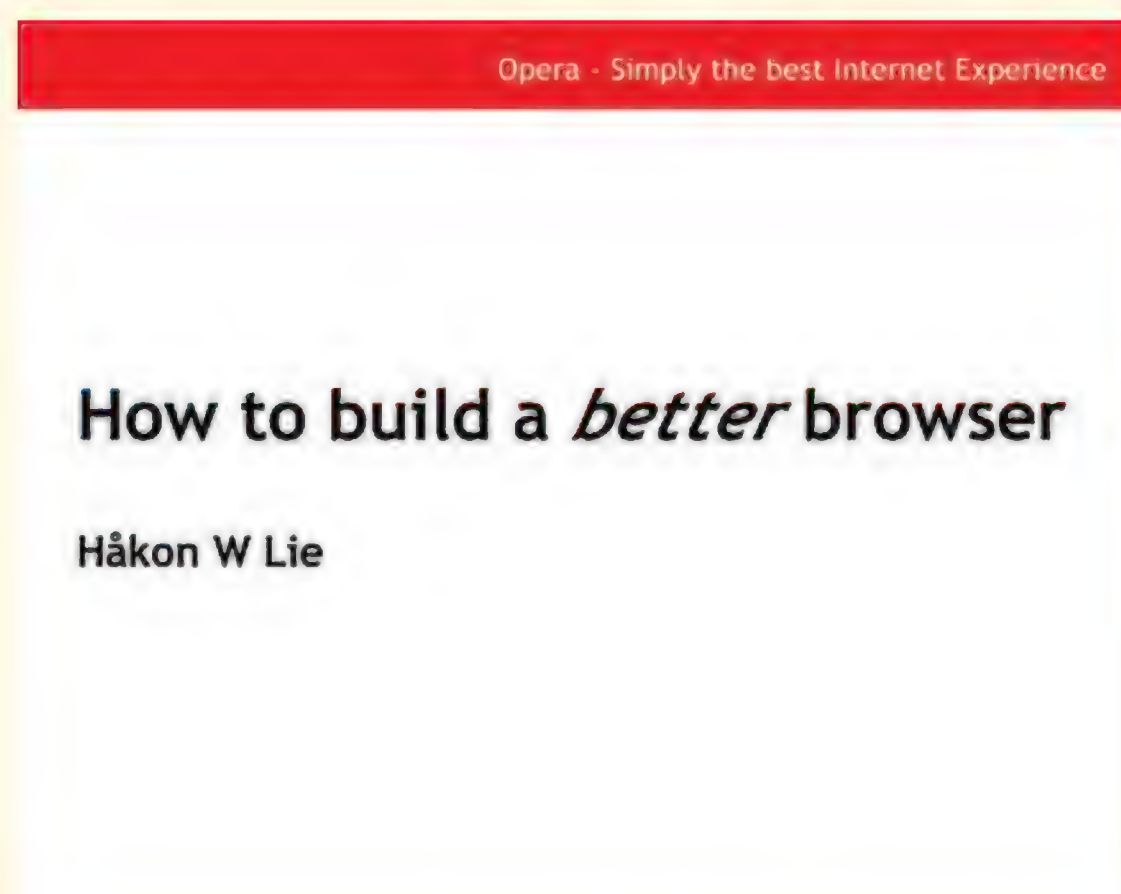 Opera - Simply the best Internet Experience
How to build a better browser
Håkon W Lie